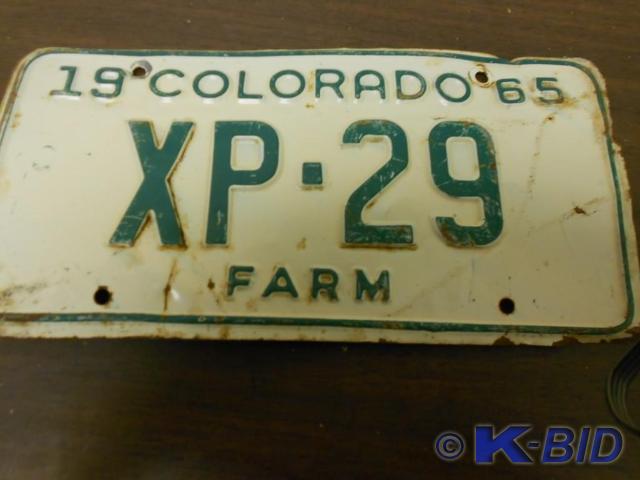 19 COLORADO 65
XP·29
FARM
© K-BID